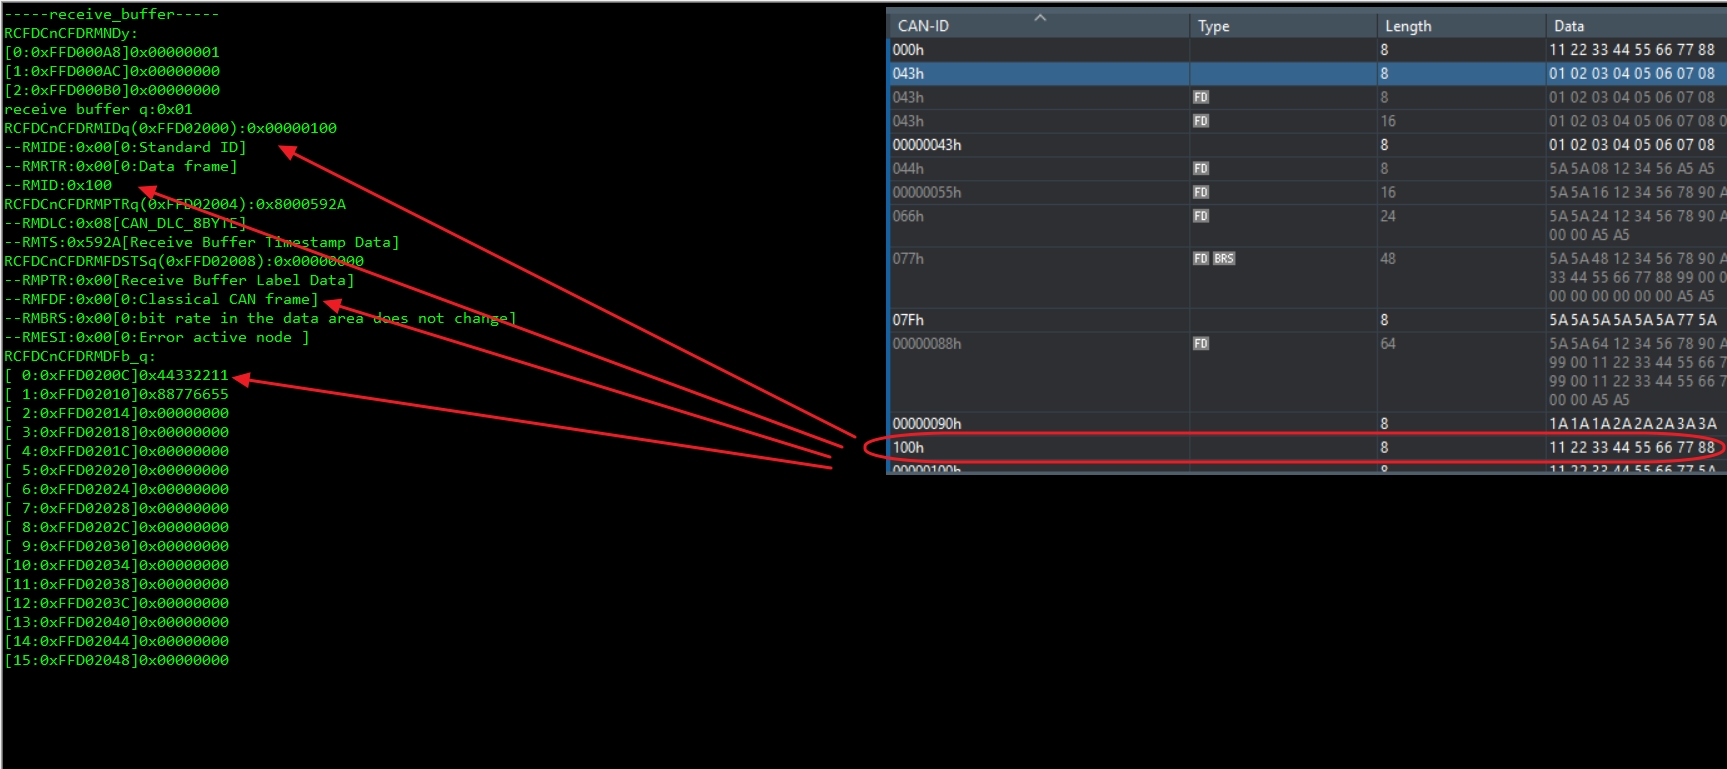 -----receive_buffer-----
RCFDCnCFDRMNDy:
[0:0xFFD000A8]0x00000001
[1:0xFFD000AC]0x00000000
[2:0xFFD000B0]0x00000000
receive buffer q:0x01
RCFDCnCFDRMIDq(0xFFD02000):0x00000100
--RMIDE:0x00[0:Standard ID]
--RMRTR:0x00[0:Data frame]
--RMID:0x100
RCFDCnCFDRMPTRq(0xFFD02004):0x8000592A
--RMDLC:0x08[CAN_DLC_8BYTE]
--RMTS:0x592A[Receive Buffer Timestamp Data]
RCFDCnCFDRMFDSTSq(0xFFD02008):0x00000000
--RMPTR:0x00[Receive Buffer Label Data]
--RMFDF:0x00[0:Classical CAN frame]
--RMBRS:0x00[0:bit rate in the data area does not change]
--RMESI:0x00[0:Error active node ]
RCFDCnCFDRMDFb_q:
[ 0:0xFFD0200C]0x44332211
[ 1:0xFFD02010]0x88776655
[ 2:0xFFD02014]0x00000000
[ 3:0xFFD02018]0x00000000
[ 4:0xFFD0201C]0x00000000
[ 5:0xFFD02020]0x00000000
[ 6:0xFFD02024]0x00000000
[ 7:0xFFD02028]0x00000000
[ 8:0xFFD0202C]0x00000000
[ 9:0xFFD02030]0x00000000
[10:0xFFD02034]0x00000000
[11:0xFFD02038]0x00000000
[12:0xFFD0203C]0x00000000
[13:0xFFD02040]0x00000000
[14:0xFFD02044]0x00000000
[15:0xFFD02048]0x00000000
CAN-ID Type Length Data
000h 8 11 22 33 44 55 66 77 88
043h 8 01 02 03 04 05 06 07 08
043h FD 8 01 02 03 04 05 06 07 08
043h FD 16 01 02 03 04 05 06 07 08 0
00000043h 8 01 02 03 04 05 06 07 08
044h FD 8 5A 5A 08 12 34 56 A5 A5
00000055h FD 16 5A 5A 16 12 34 56 78 90 A
066h FD 24 5A 5A 24 12 34 56 78 90 A
00 00 A5 A5
077h FD BRS 48 5A 5A 48 12 34 56 78 90 A
33 44 55 66 77 88 99 00 0
00 00 00 00 00 00 A5 A5
07Fh 8 5A 5A 5A 5A 5A 5A 77 5A
00000088h FD 64 5A 5A 64 12 34 56 78 90 A
99 00 11 22 33 44 55 66 7
99 00 11 22 33 44 55 66 7
00 00 A5 A5
00000090h 8 1A 1A 1A 2A 2A 2A 3A 3A
100h 8 11 22 33 44 55 66 77 88
00000100h 8 11 22 33 44 55 66 77 5A